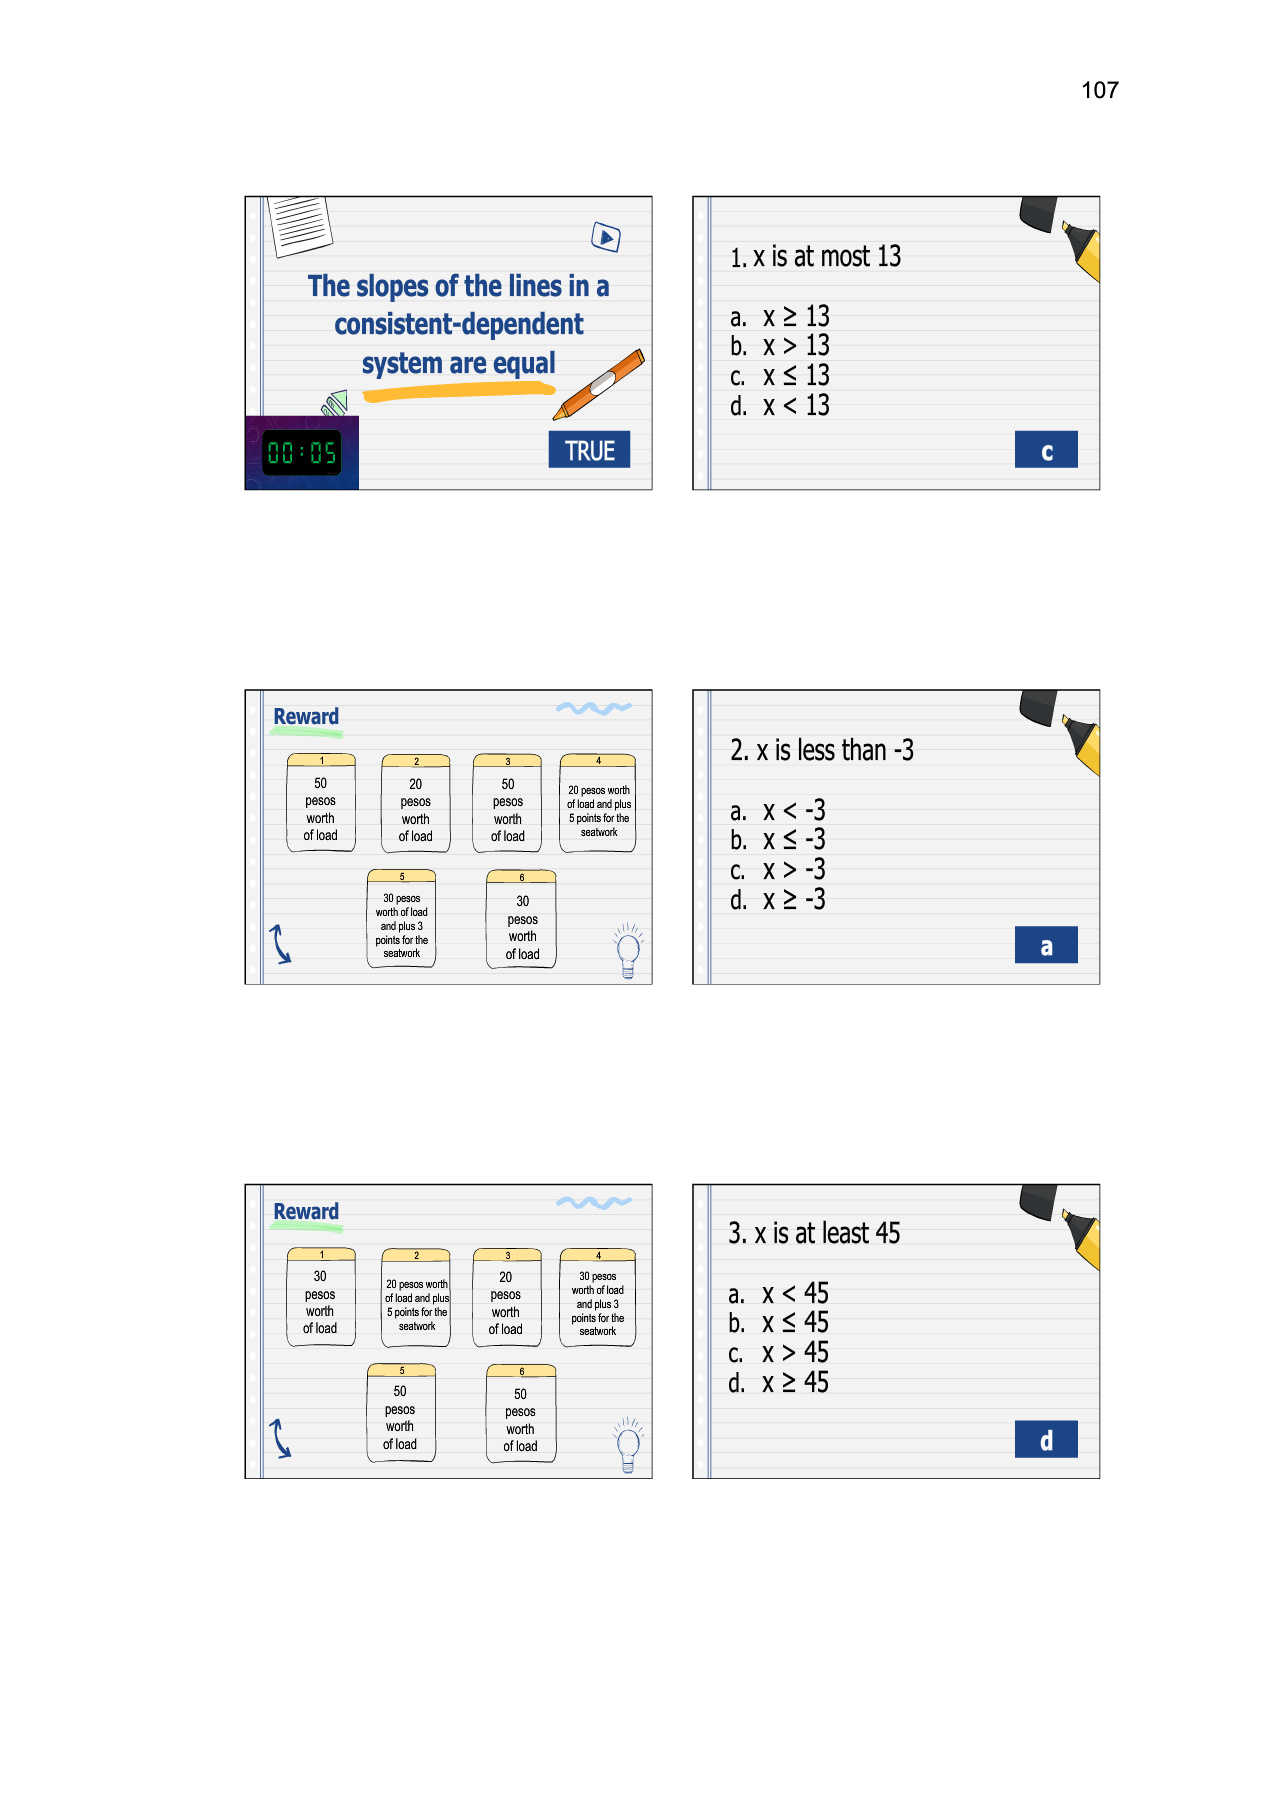 107
The slopes of the lines in a
consistent-dependent
system are equal
00:05
TRUE
1. x is at most 13
a. x ≥ 13
b. x > 13
c. x ≤ 13
d. x < 13
c
Reward
1
50
pesos
worth
of load
2
20
pesos
worth
of load
3
50
pesos
worth
of load
4
20 pesos worth
of load and plus
5 points for the
seatwork
5
30 pesos
worth of load
and plus 3
points for the
seatwork
6
30
pesos
worth
of load
2. x is less than -3
a. x < -3
b. x ≤ -3
c. x > -3
d. x ≥ -3
a
Reward
1
30
pesos
worth
of load
2
20 pesos worth
of load and plus
5 points for the
seatwork
3
20
pesos
worth
of load
4
30 pesos
worth of load
and plus 3
points for the
seatwork
5
50
pesos
worth
of load
6
50
pesos
worth
of load
3. x is at least 45
a. x < 45
b. x ≤ 45
c. x > 45
d. x ≥ 45
d